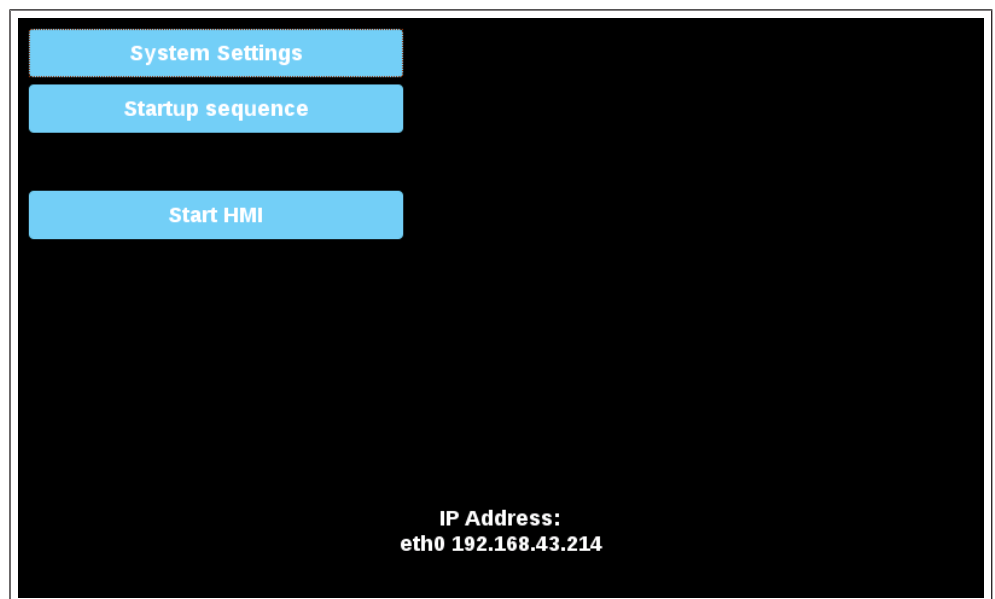 System Settings
Startup sequence
Start HMI
IP Address:
eth0 192.168.43.214